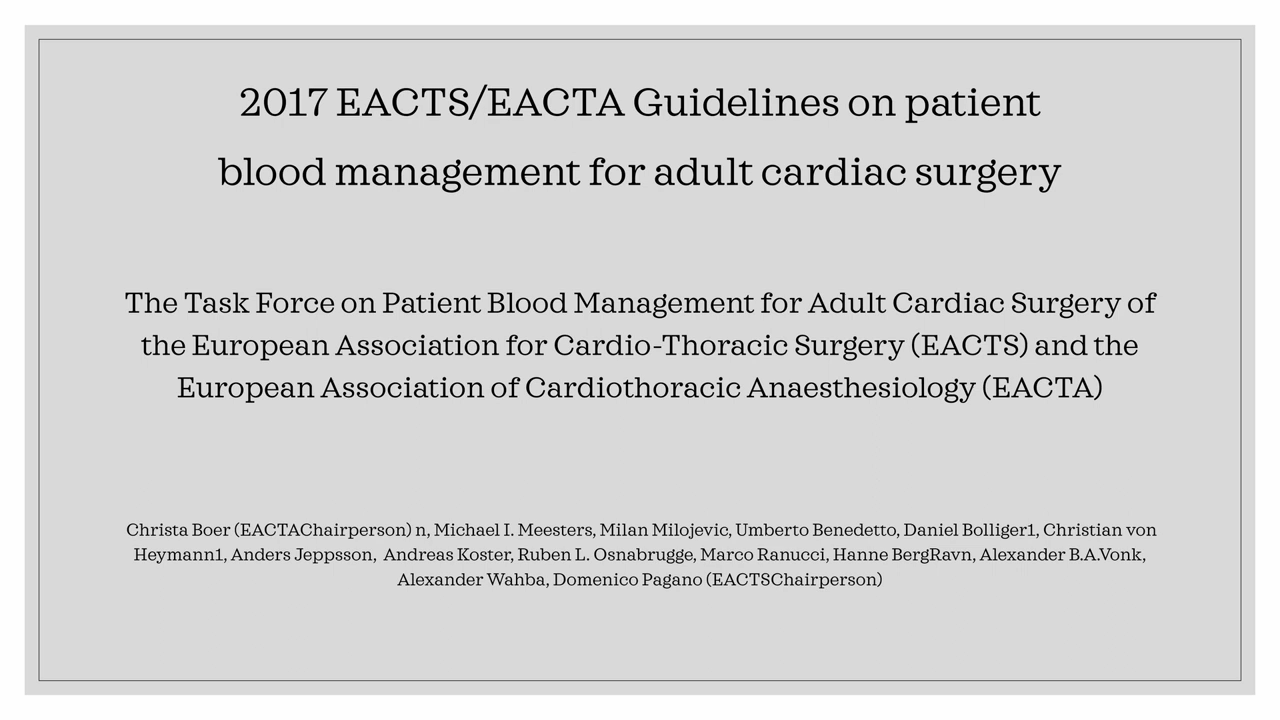 2017 EACTS/EACTA Guidelines on patient
blood management for adult cardiac surgery
The Task Force on Patient Blood Management for Adult Cardiac Surgery of
the European Association for Cardio-Thoracic Surgery (EACTS) and the
European Association of Cardiothoracic Anaesthesiology (EACTA)
Christa Boer (EACTAChairperson) n, Michael I. Meesters, Milan Milojevic, Umberto Benedetto, Daniel Bolliger1, Christian von
Heymann1, Anders Jeppsson,  Andreas Koster, Ruben L. Osnabrugge, Marco Ranucci, Hanne BergRavn, Alexander B.A.Vonk,
Alexander Wahba, Domenico Pagano (EACTSChairperson)